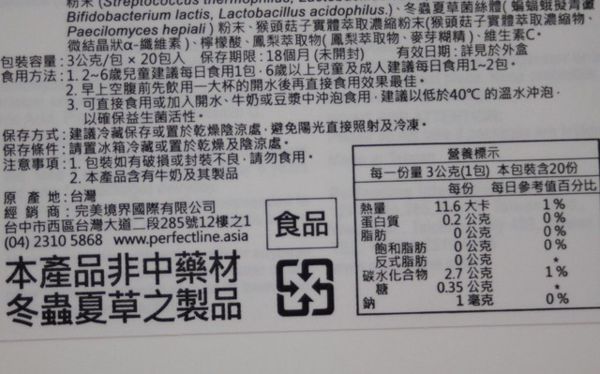 粉末 (Streptococcus thermophilus, Lactobacillus
Bifidobacterium lactis, Lactobacillus acidophilus.)、冬蟲夏草菌絲體( 蝙蝠蛾擬青黴
Paecilomyces hepiali ) 粉末、猴頭菇子實體萃取濃縮粉末(猴頭菇子實體萃取濃縮物、
微結晶狀α-纖維素 )、檸檬酸、鳳梨萃取物( 鳳梨萃取物、麥芽糊精 )、維生素C。
包裝容量：3公克/包 × 20包入 保存期限：18個月 (未開封) 有效日期：詳見於外盒
食用方法：1. 2~6歲兒童建議每日食用1包，6歲以上兒童及成人建議每日食用1~2包。
2. 早上空腹前先飲用一大杯的開水後再直接食用效果最佳。
3. 可直接食用或加入開水、牛奶或豆漿中沖泡食用，建議以低於40℃ 的溫水沖泡，
以確保益生菌活性。
保存方式：建議冷藏保存或置於乾燥陰涼處，避免陽光直接照射及冷凍。
保存條件：請置冰箱冷藏或置於乾燥及陰涼處。
注意事項：1. 包裝如有破損或封裝不良，請勿食用。
2. 本產品含有牛奶及其製品
原 產 地：台灣
經 銷 商：完美境界國際有限公司
台中市西區台灣大道二段285號12樓之1
(04) 2310 5868 www.perfectline.asia
食品
本產品非中藥材
冬蟲夏草之製品
營養標示
每一份量 3公克(1包) 本包裝含20份
每份 每日參考值百分比
熱量 11.6 大卡 1%
蛋白質 0.2 公克 0%
脂肪 0 公克 0%
飽和脂肪 0 公克 0%
反式脂肪 0 公克 *
碳水化合物 2.7 公克 1%
糖 0.35 公克 *
鈉 1 毫克 0%